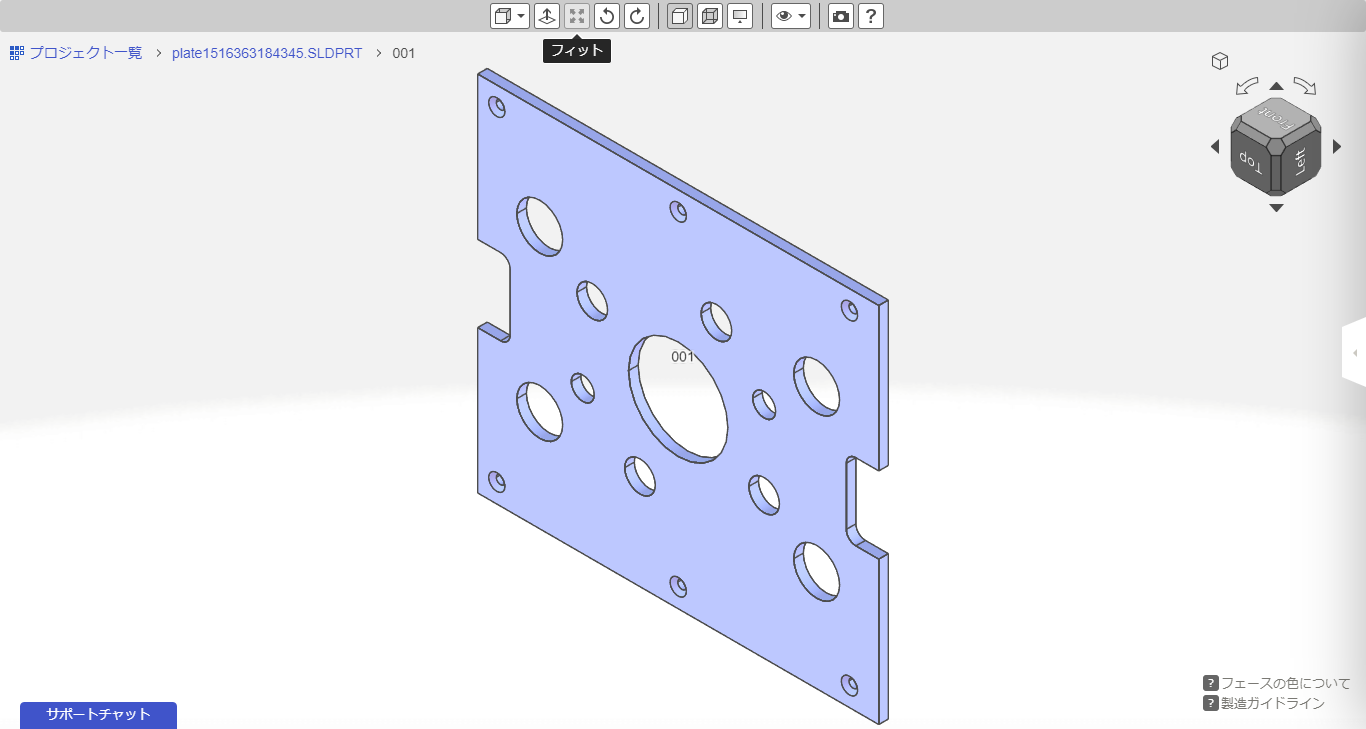 プロジェクト一覧 > plate1516363184345.SLDPRT > 001
フィット
Front
Top
Left
001
? フェースの色について
? 製造ガイドライン
サポートチャット